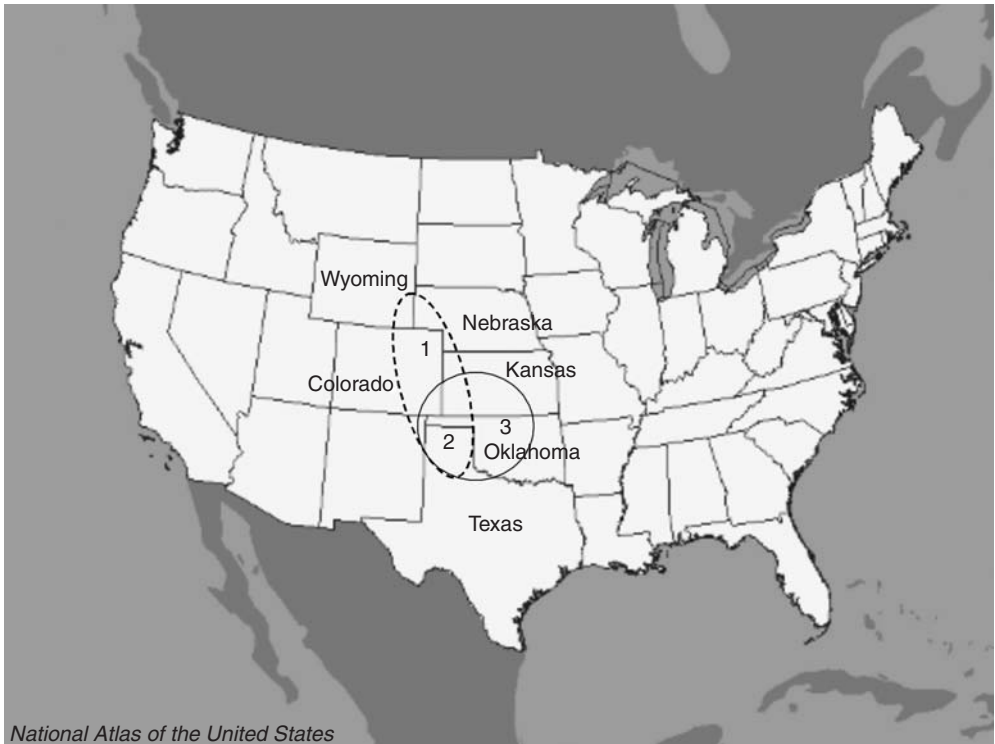 Wyoming
Nebraska
1
Kansas
Colorado
3
2
Oklahoma
Texas
National Atlas of the United States